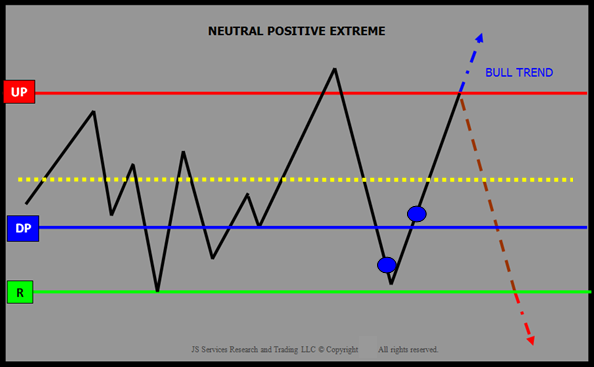 NEUTRAL POSITIVE EXTREME
BULL TREND
UP
DP
R
JS Services Research and Trading LLC © Copyright All rights reserved.